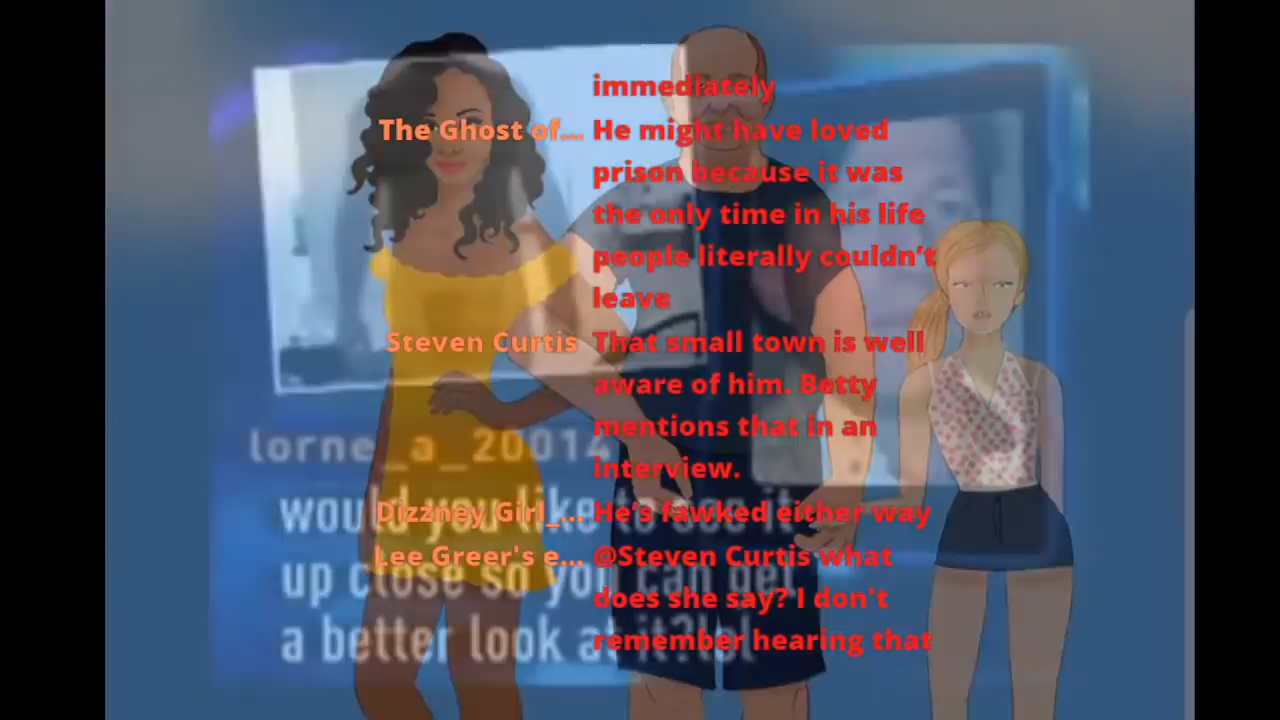 immediately
The Ghost of... He might have loved
prison because it was
the only time in his life
people literally couldn't
leave
Steven Curtis That small town is well
aware of him. Betty
mentions that in an
interview.
Dizzney Girl_... He's fawked either way
Lee Greer's e... @Steven Curtis what
does she say? I don't
remember hearing that
lorne_a_20014
would you like to see it
up close so you can get
a better look at it?lol